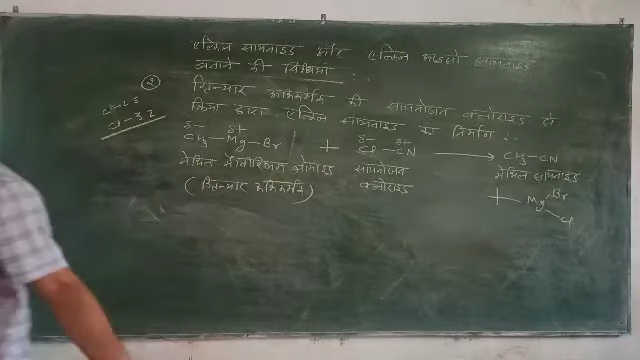 एल्किल सायनाइड और एल्किल आइसो सायनाइड
बनाने की विधियां :-
② ग्रिगनार अभिकर्मक की सायनोजन क्लोराइड से
क्रिया द्वारा एल्किल सायनाइड का निर्माण :-
δ- δ+ δ- δ+
CH₃-Mg-Br + Cl-CN → CH₃-CN
मेथिल मैग्नीशियम ब्रोमाइड सायनोजन मेथिल सायनाइड
(ग्रिगनार अभिकर्मक) क्लोराइड + Mg Br Cl